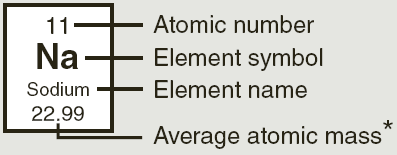 11 Atomic number
Na Element symbol
Sodium Element name
22.99
Average atomic mass*